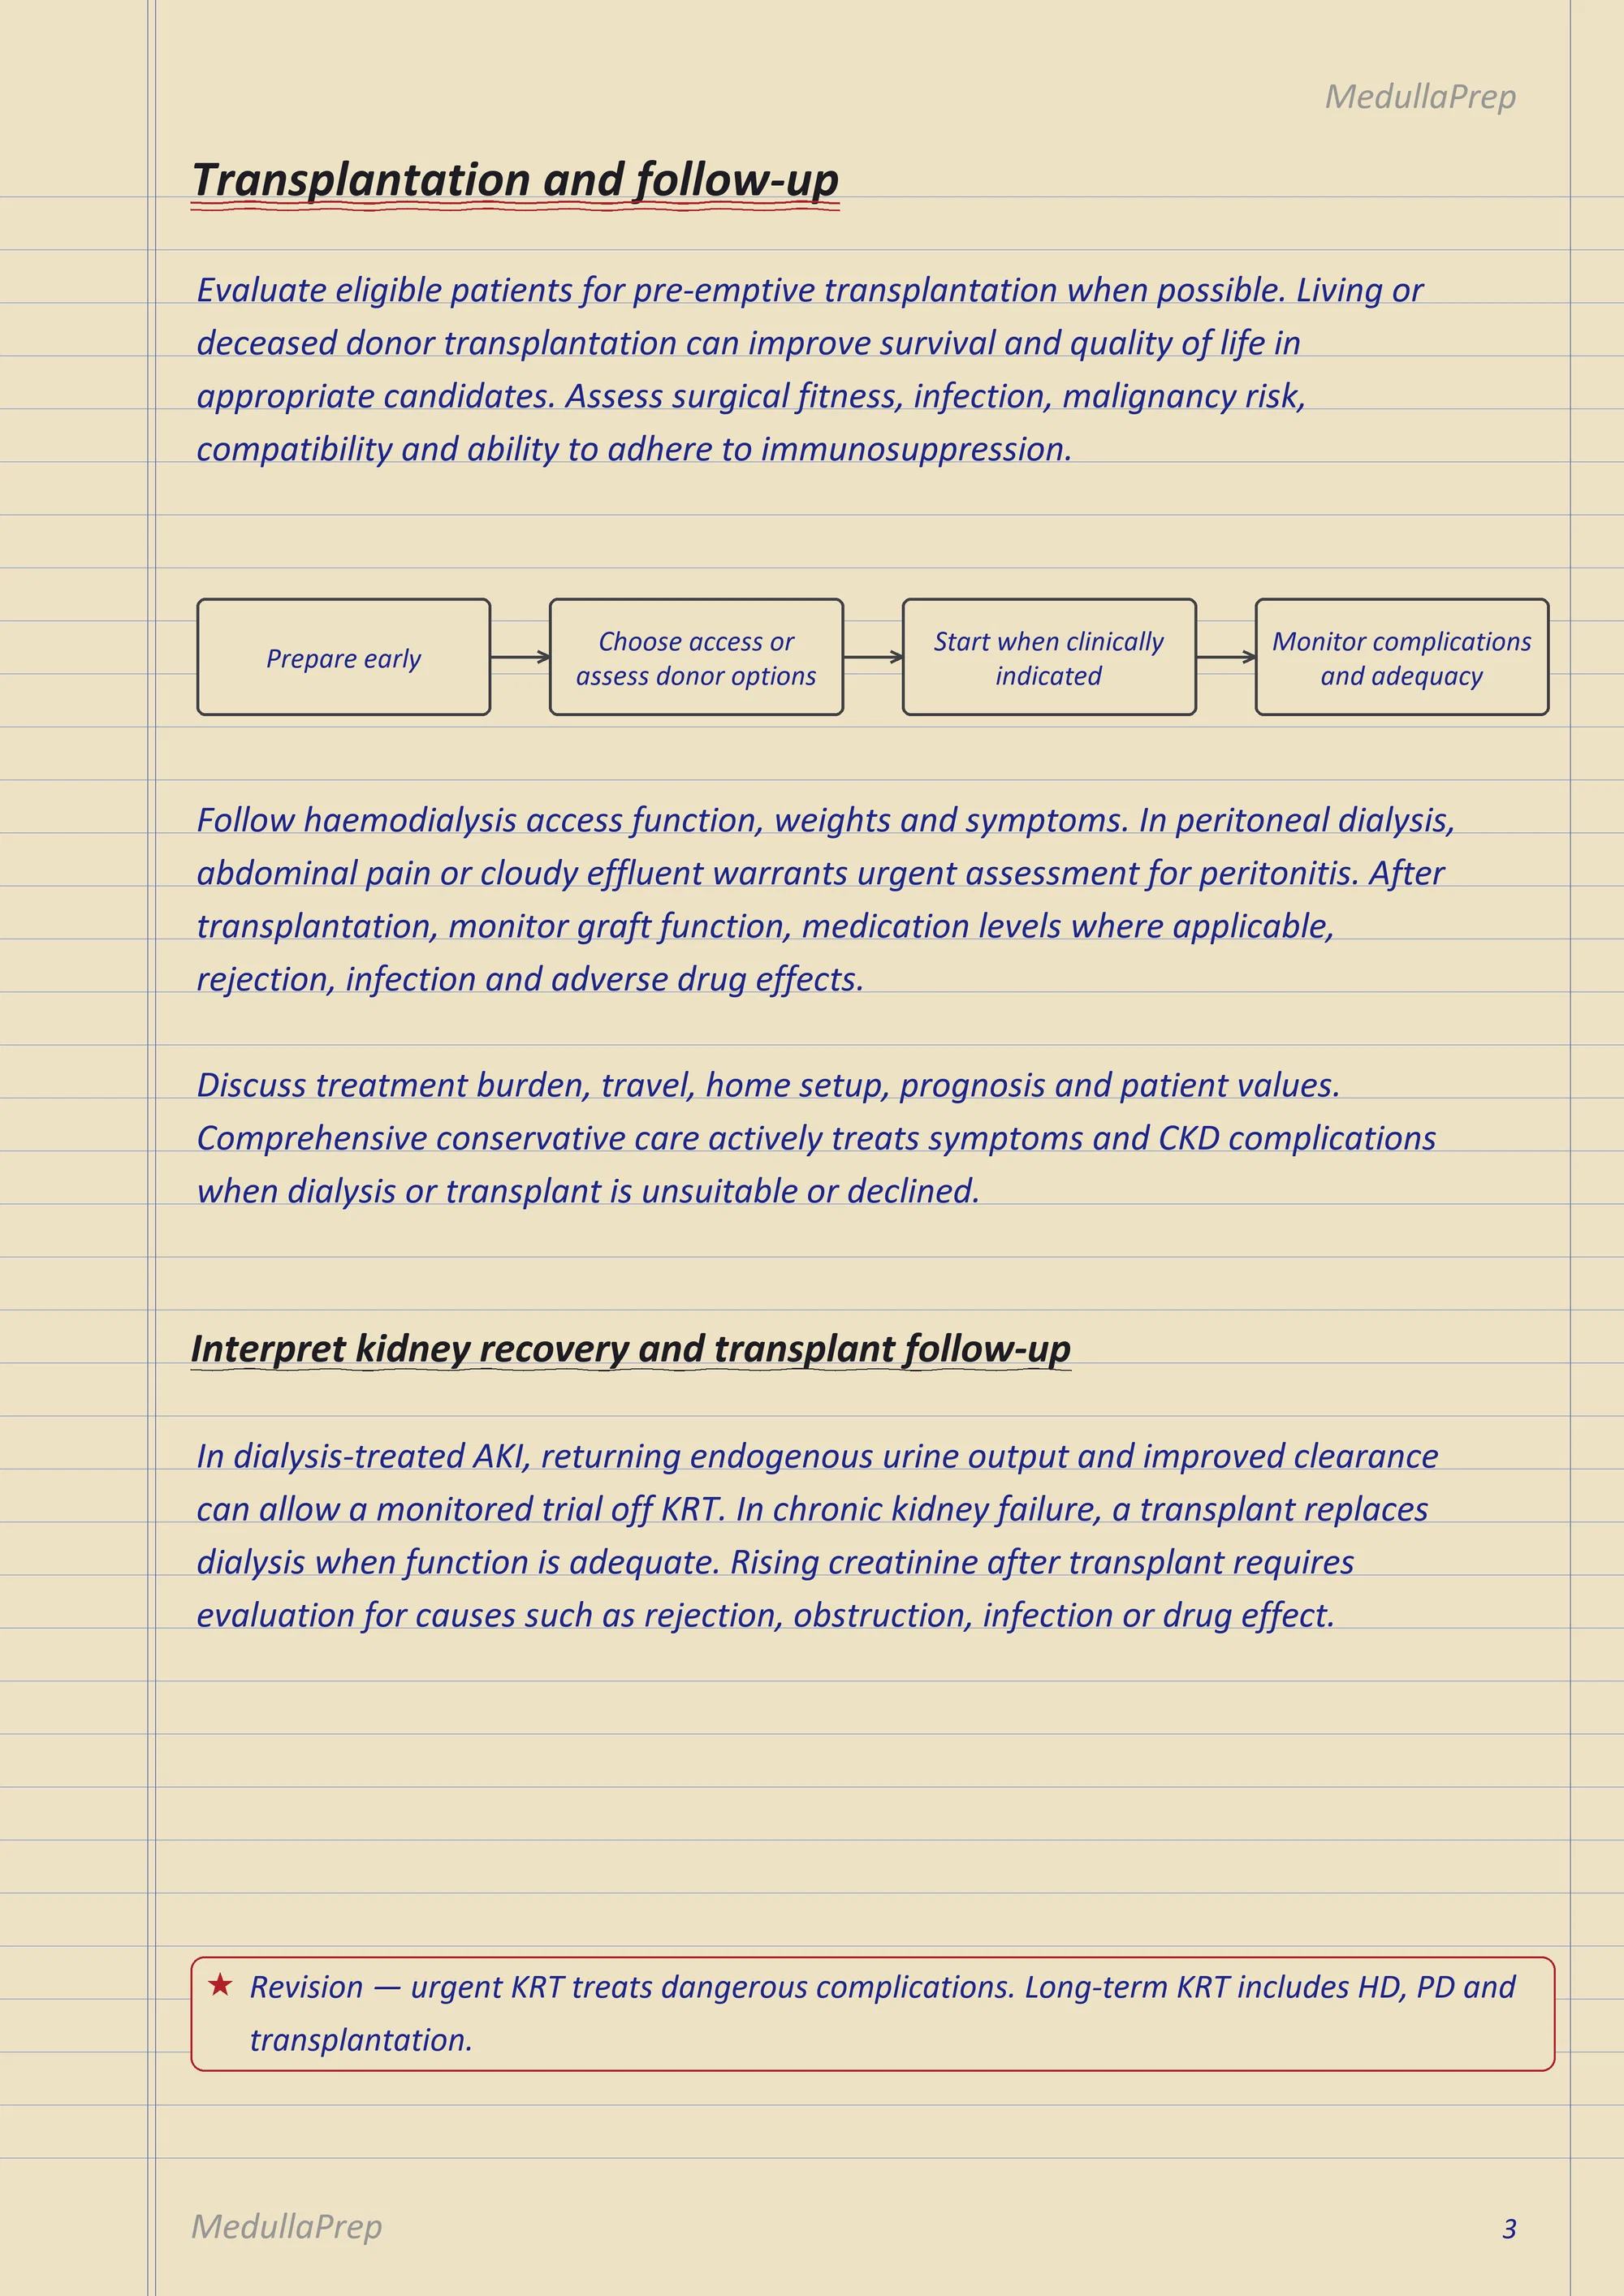 MedullaPrep
Transplantation and follow-up
Evaluate eligible patients for pre-emptive transplantation when possible. Living or
deceased donor transplantation can improve survival and quality of life in
appropriate candidates. Assess surgical fitness, infection, malignancy risk,
compatibility and ability to adhere to immunosuppression.
Prepare early
Choose access or
assess donor options
Start when clinically
indicated
Monitor complications
and adequacy
Follow haemodialysis access function, weights and symptoms. In peritoneal dialysis,
abdominal pain or cloudy effluent warrants urgent assessment for peritonitis. After
transplantation, monitor graft function, medication levels where applicable,
rejection, infection and adverse drug effects.
Discuss treatment burden, travel, home setup, prognosis and patient values.
Comprehensive conservative care actively treats symptoms and CKD complications
when dialysis or transplant is unsuitable or declined.
Interpret kidney recovery and transplant follow-up
In dialysis-treated AKI, returning endogenous urine output and improved clearance
can allow a monitored trial off KRT. In chronic kidney failure, a transplant replaces
dialysis when function is adequate. Rising creatinine after transplant requires
evaluation for causes such as rejection, obstruction, infection or drug effect.
★ Revision — urgent KRT treats dangerous complications. Long-term KRT includes HD, PD and
transplantation.
MedullaPrep
3